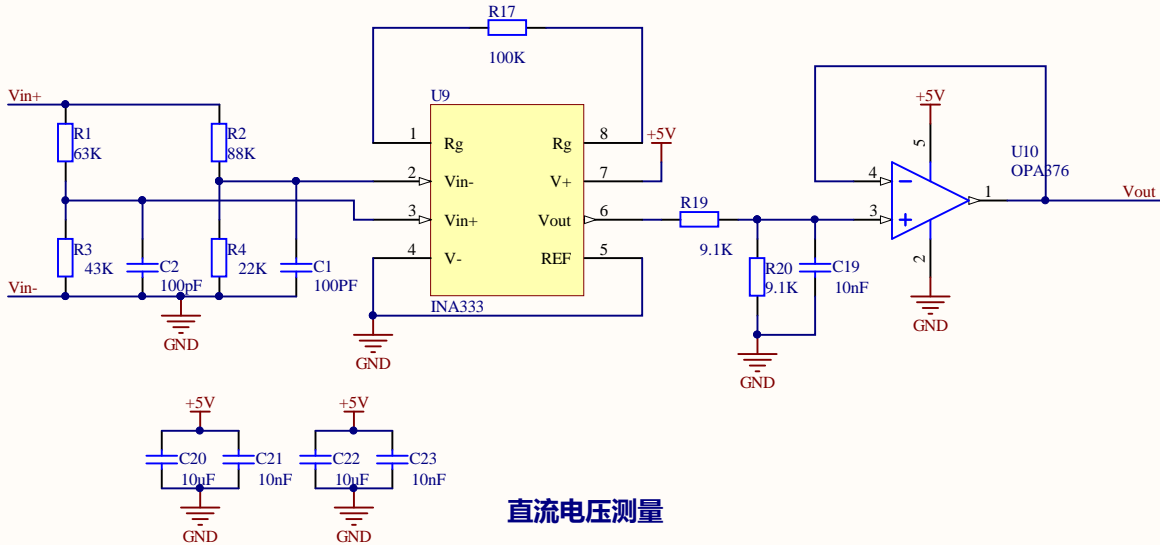 R17
100K
Vin+
R1
63K
R2
88K
R3
43K
C2
100pF
R4
22K
C1
100PF
Vin-
GND
U9
1 Rg
Rg 8
2 Vin-
V+ 7
3 Vin+
Vout 6
4 V-
REF 5
INA333
GND
+5V
R19
9.1K
R20
9.1K
C19
10nF
GND
+5V
5
U10
OPA376
4
3
1
2
Vout
GND
+5V
C20
10uF
C21
10nF
GND
+5V
C22
10uF
C23
10nF
GND
直流电压测量